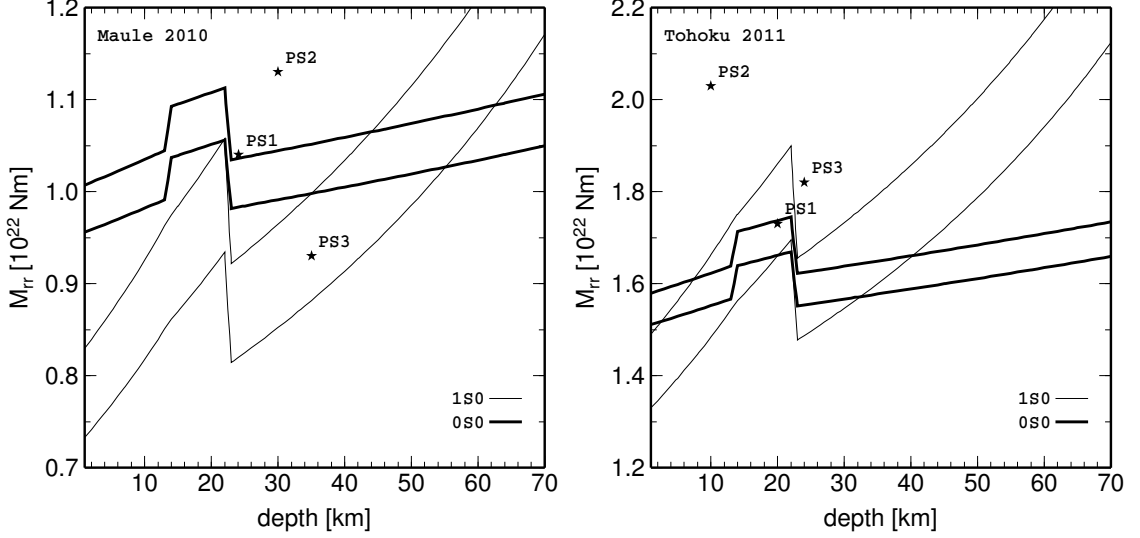 Maule 2010
PS2
PS1
PS3
1S0
0S0
1.2
1.1
1.0
0.9
0.8
0.7
M_rr [10^22 Nm]
0 10 20 30 40 50 60 70
depth [km]
Tohoku 2011
PS2
PS3
PS1
1S0
0S0
2.2
2.0
1.8
1.6
1.4
1.2
M_rr [10^22 Nm]
10 20 30 40 50 60 70
depth [km]